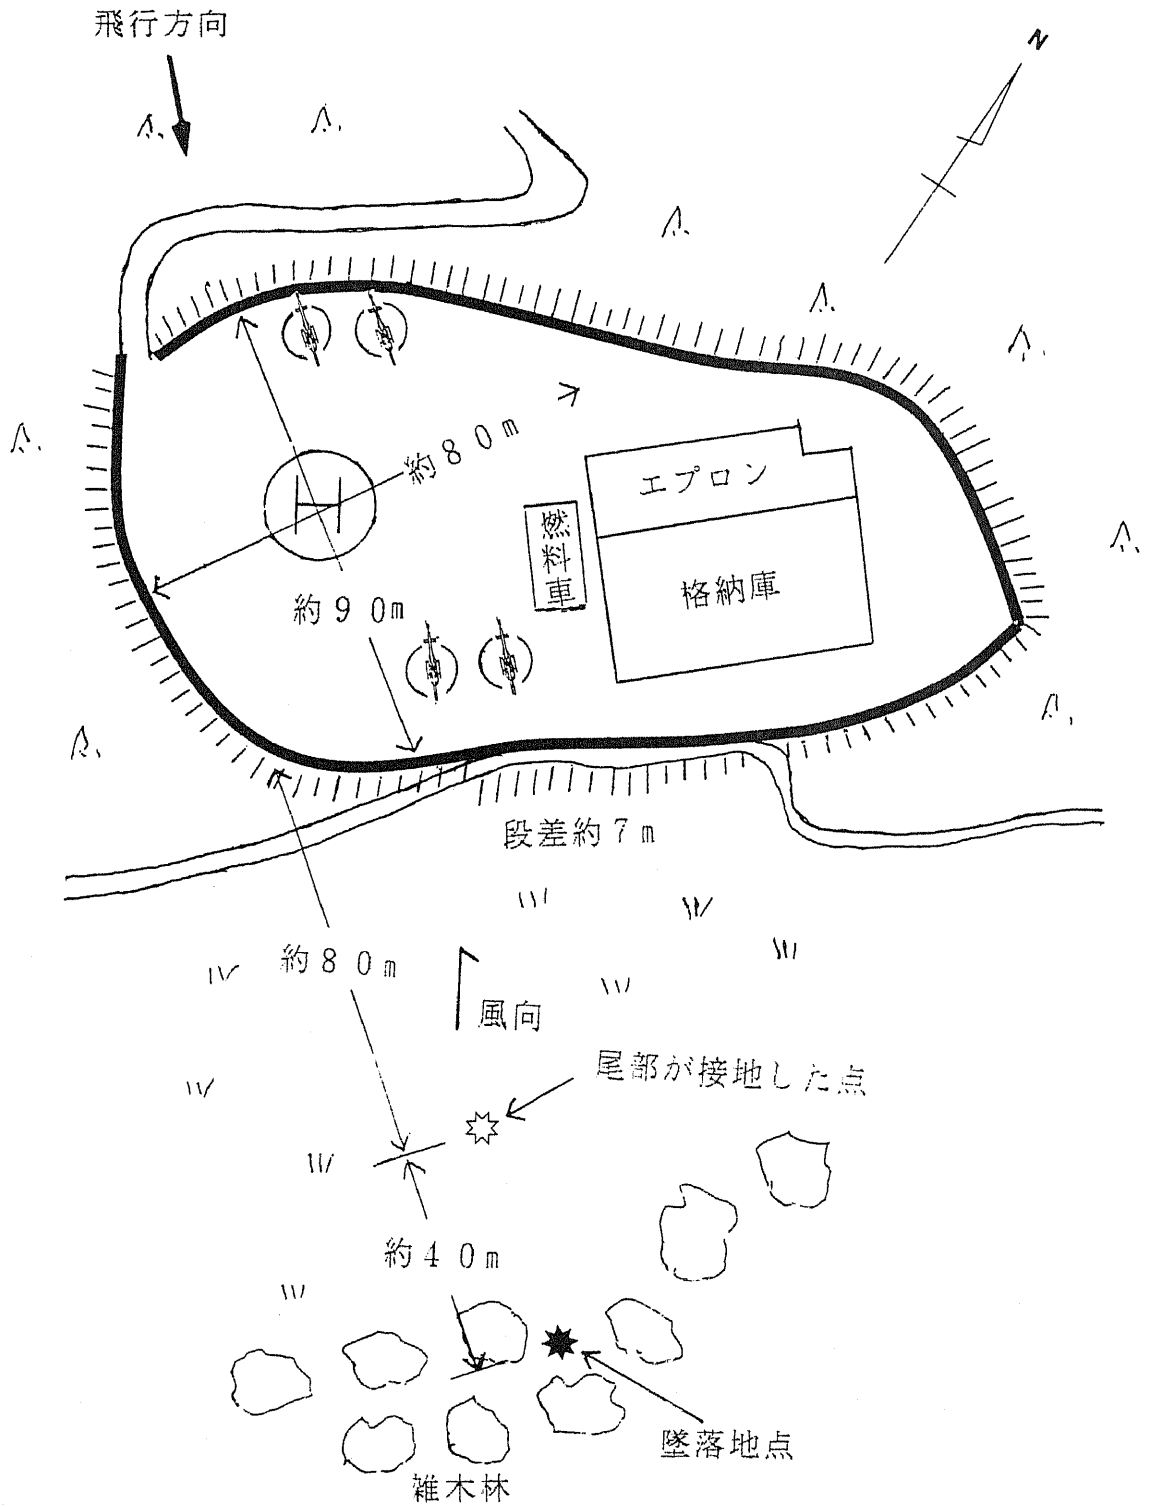 飛行方向
N
約80m
エプロン
H
燃料車
格納庫
約90m
段差約7m
約80m
風向
尾部が接地した点
約40m
墜落地点
雑木林